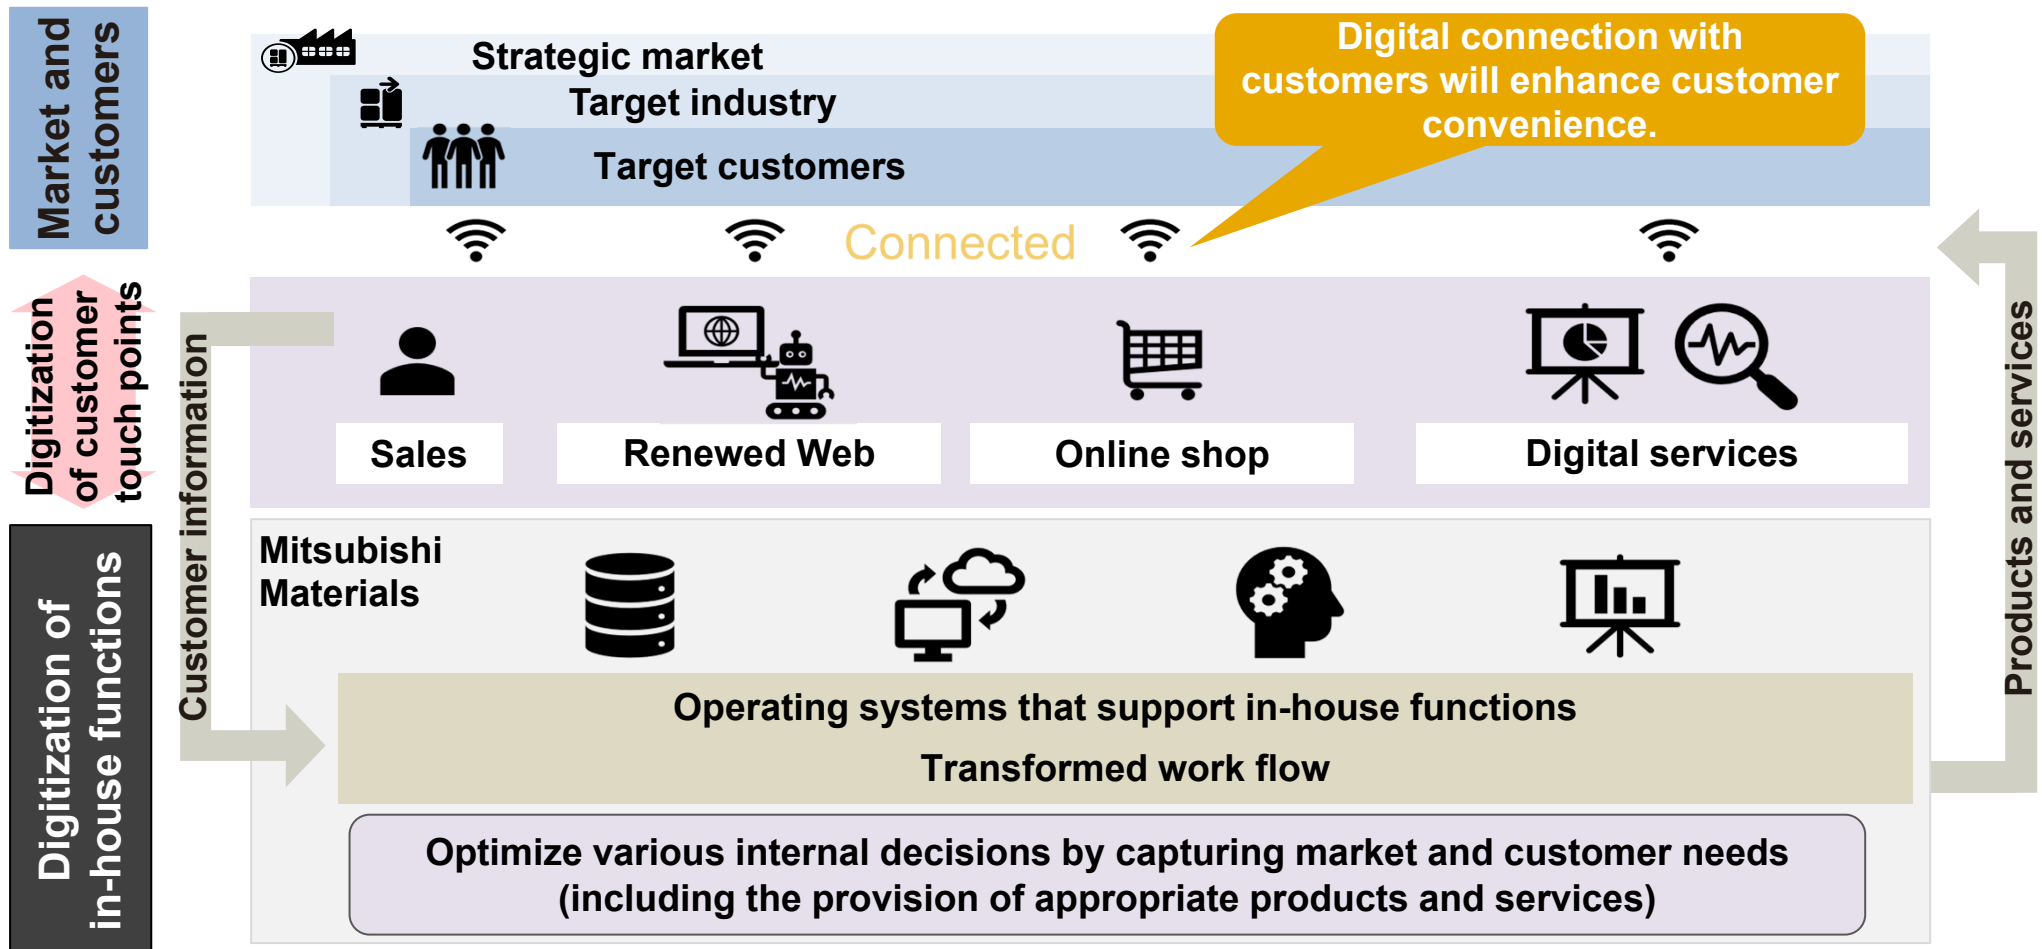 Market and
customers
Strategic market
Target industry
Target customers
Digital connection with
customers will enhance customer
convenience.
Connected
Digitization
of customer
touch points
Customer information
Sales
Renewed Web
Online shop
Digital services
Products and services
Digitization of
in-house functions
Mitsubishi
Materials
Operating systems that support in-house functions
Transformed work flow
Optimize various internal decisions by capturing market and customer needs
(including the provision of appropriate products and services)